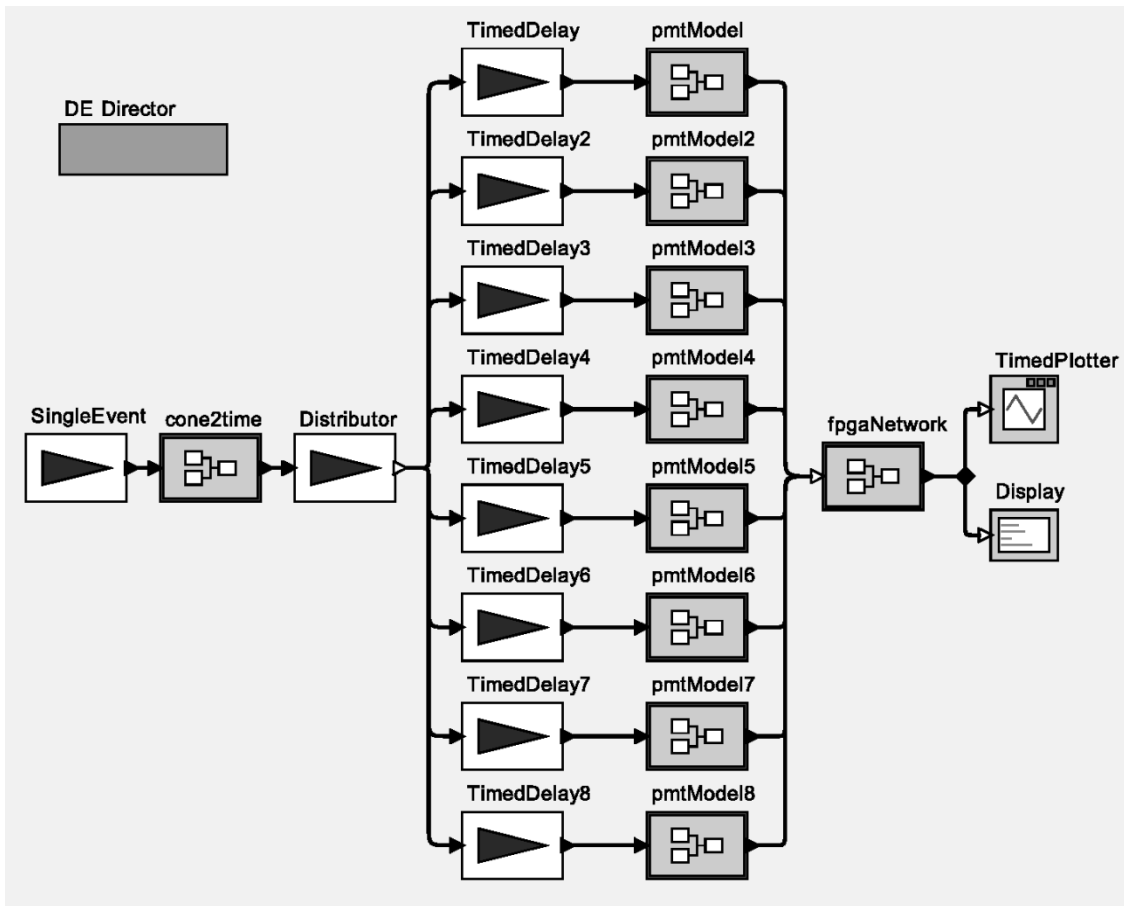 TimedDelay
pmtModel
DE Director
TimedDelay2
pmtModel2
TimedDelay3
pmtModel3
TimedDelay4
pmtModel4
TimedPlotter
SingleEvent
cone2time
Distributor
fpgaNetwork
TimedDelay5
pmtModel5
Display
TimedDelay6
pmtModel6
TimedDelay7
pmtModel7
TimedDelay8
pmtModel8